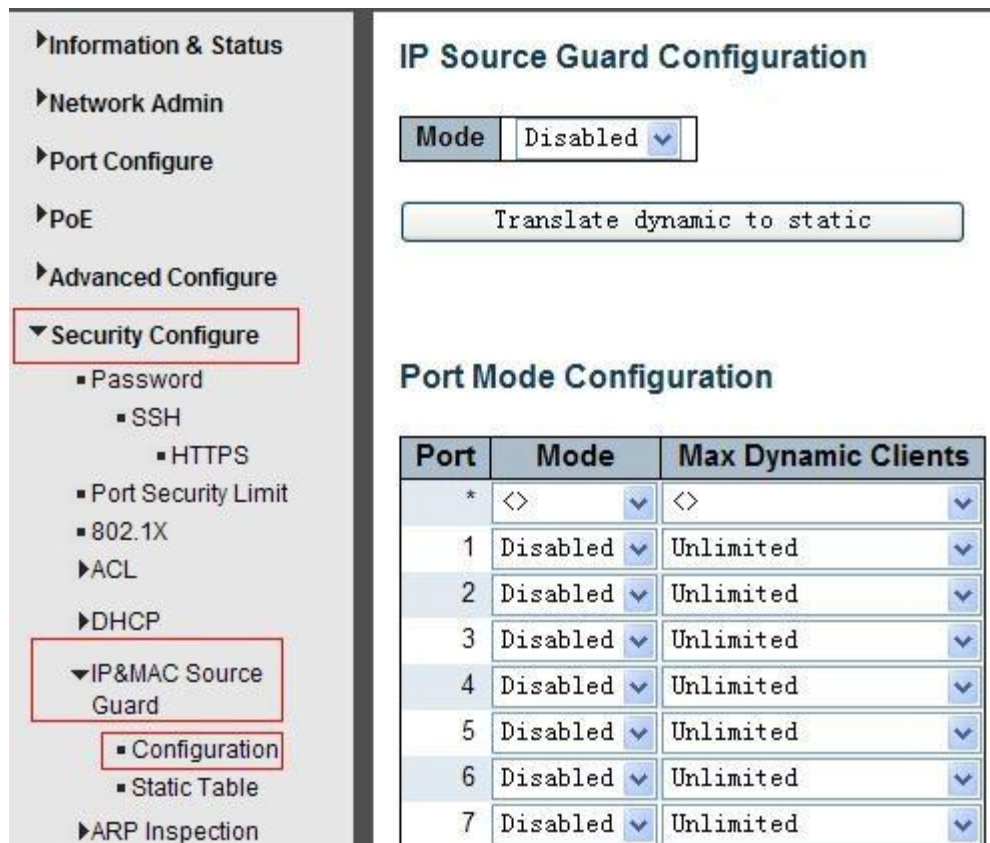 Information & Status
Network Admin
Port Configure
PoE
Advanced Configure
Security Configure
Password
SSH
HTTPS
Port Security Limit
802.1X
ACL
DHCP
IP&MAC Source
Guard
Configuration
Static Table
ARP Inspection
IP Source Guard Configuration
Mode Disabled
Translate dynamic to static
Port Mode Configuration
Port Mode Max Dynamic Clients
* <> <>
1 Disabled Unlimited
2 Disabled Unlimited
3 Disabled Unlimited
4 Disabled Unlimited
5 Disabled Unlimited
6 Disabled Unlimited
7 Disabled Unlimited